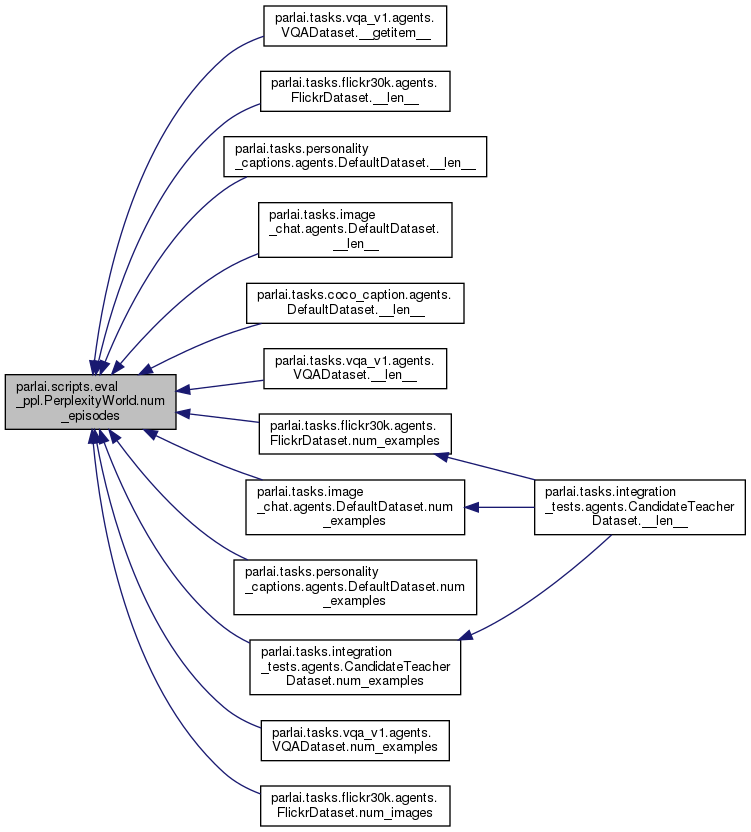 parlai.tasks.vqa_v1.agents.
VQADataset.__getitem__
parlai.tasks.flickr30k.agents.
FlickrDataset.__len__
parlai.tasks.personality
_captions.agents.DefaultDataset.__len__
parlai.tasks.image
_chat.agents.DefaultDataset.
__len__
parlai.tasks.coco_caption.agents.
DefaultDataset.__len__
parlai.tasks.vqa_v1.agents.
VQADataset.__len__
parlai.scripts.eval
_ppl.PerplexityWorld.num
_episodes
parlai.tasks.flickr30k.agents.
FlickrDataset.num_examples
parlai.tasks.image
_chat.agents.DefaultDataset.num
_examples
parlai.tasks.integration
_tests.agents.CandidateTeacher
Dataset.__len__
parlai.tasks.personality
_captions.agents.DefaultDataset.num
_examples
parlai.tasks.integration
_tests.agents.CandidateTeacher
Dataset.num_examples
parlai.tasks.vqa_v1.agents.
VQADataset.num_examples
parlai.tasks.flickr30k.agents.
FlickrDataset.num_images